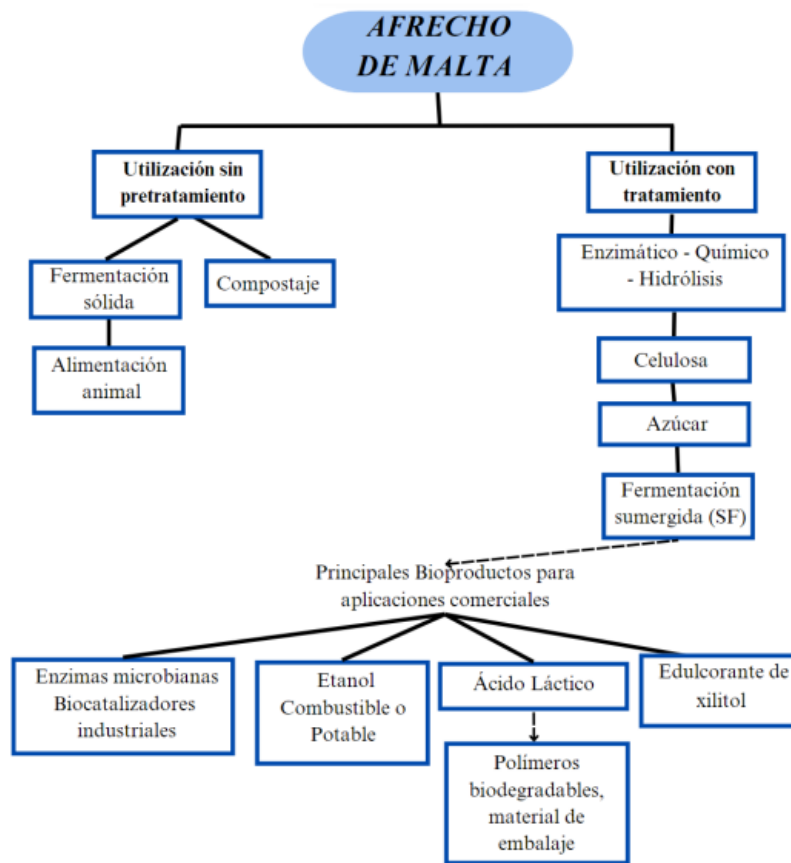 AFRECHO
DE MALTA
Utilización sin
pretratamiento
Utilización con
tratamiento
Fermentación
sólida
Compostaje
Enzimático - Químico
- Hidrólisis
Alimentación
animal
Celulosa
Azúcar
Fermentación
sumergida (SF)
Principales Bioproductos para
aplicaciones comerciales
Enzimas microbianas
Biocatalizadores
industriales
Etanol
Combustible o
Potable
Ácido Láctico
Edulcorante de
xilitol
Polímeros
biodegradables,
material de
embalaje